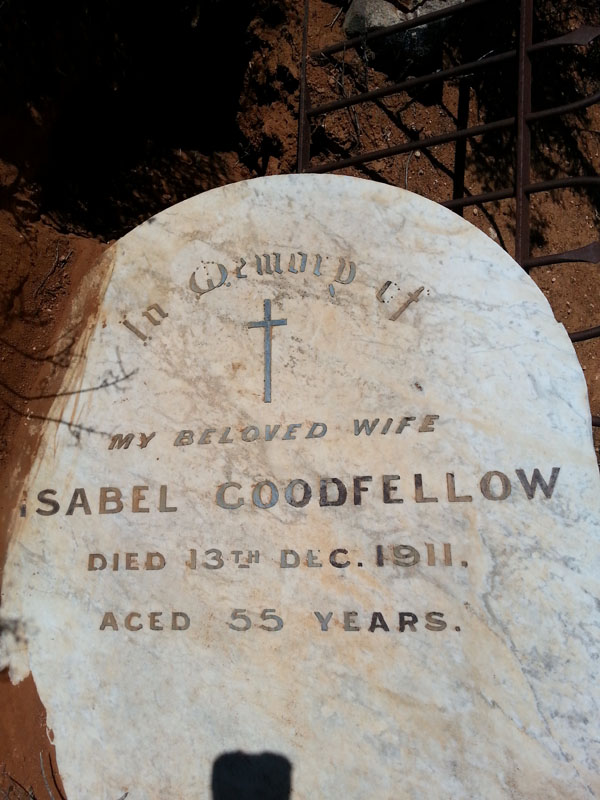 In Memory of
MY BELOVED WIFE
ISABEL GOODFELLOW
DIED 13TH DEC. 1911.
AGED 55 YEARS.